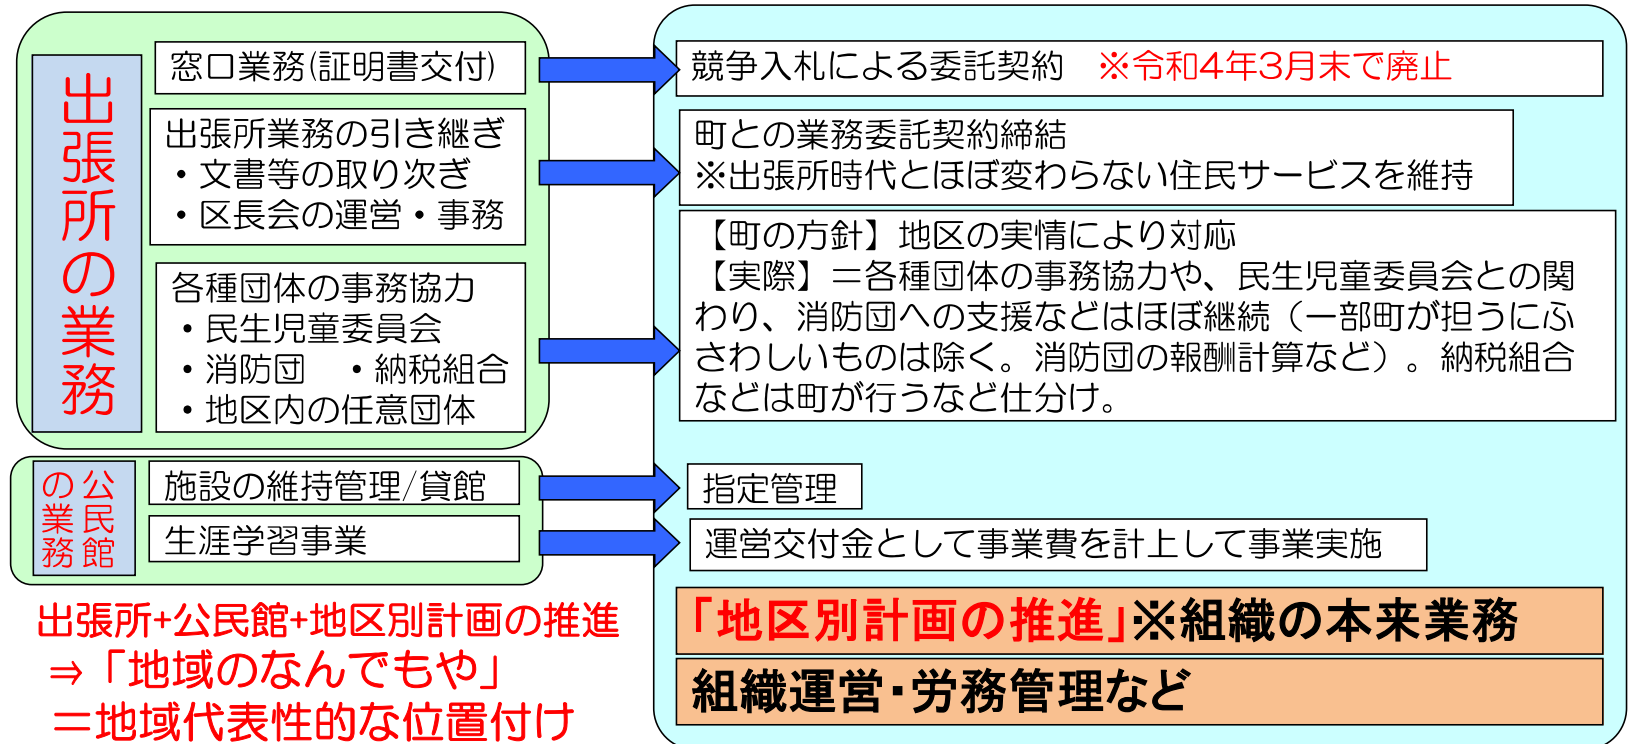 出張所の業務
窓口業務(証明書交付)
出張所業務の引き継ぎ
・文書等の取り次ぎ
・区長会の運営・事務
各種団体の事務協力
・民生児童委員会
・消防団　・納税組合
・地区内の任意団体
公民館
の業務
施設の維持管理/貸館
生涯学習事業
出張所+公民館+地区別計画の推進
⇒「地域のなんでもや」
＝地域代表性的な位置付け
競争入札による委託契約　※令和4年3月末で廃止
町との業務委託契約締結
※出張所時代とほぼ変わらない住民サービスを維持
【町の方針】地区の実情により対応
【実際】＝各種団体の事務協力や、民生児童委員会との関
わり、消防団への支援などはほぼ継続（一部町が担うにふ
さわしいものは除く。消防団の報酬計算など）。納税組合
などは町が行うなど仕分け。
指定管理
運営交付金として事業費を計上して事業実施
「地区別計画の推進」※組織の本来業務
組織運営・労務管理など